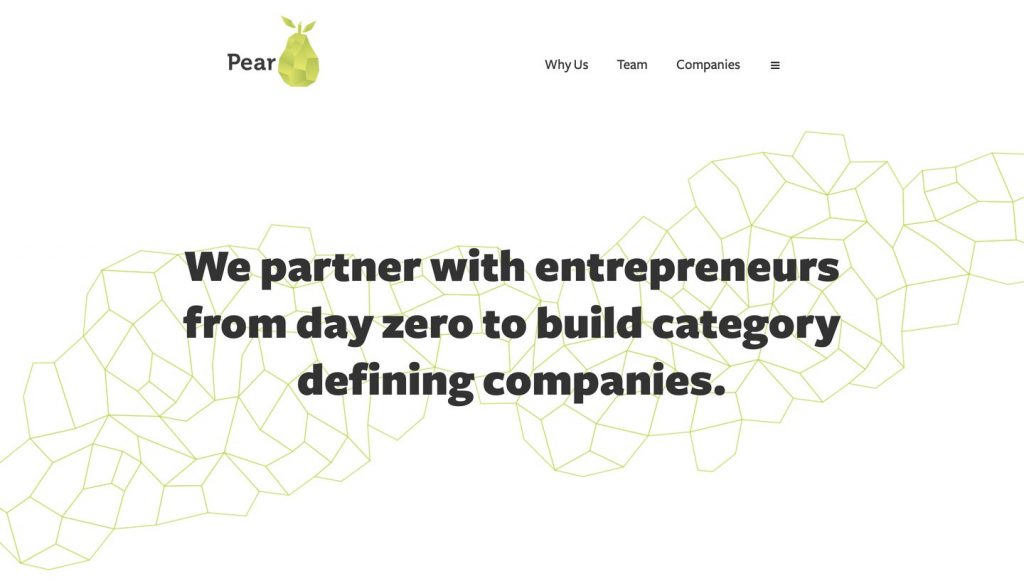 Pear
Why Us
Team
Companies
We partner with entrepreneurs
from day zero to build category
defining companies.